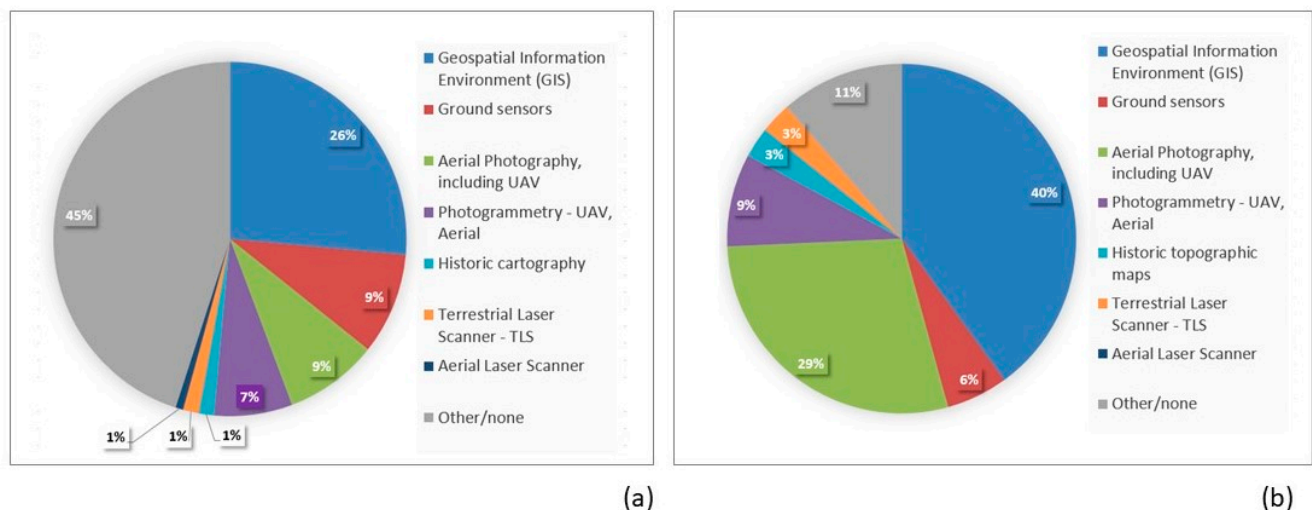 Geospatial Information
Environment (GIS)
Ground sensors
Aerial Photography,
including UAV
Photogrammetry - UAV,
Aerial
Historic cartography
Terrestrial Laser
Scanner - TLS
Aerial Laser Scanner
Other/none
26%
9%
9%
7%
1%
1%
1%
45%
(a)
Geospatial Information
Environment (GIS)
Ground sensors
Aerial Photography,
including UAV
Photogrammetry - UAV,
Aerial
Historic topographic
maps
Terrestrial Laser
Scanner - TLS
Aerial Laser Scanner
Other/none
40%
6%
29%
9%
3%
3%
11%
(b)